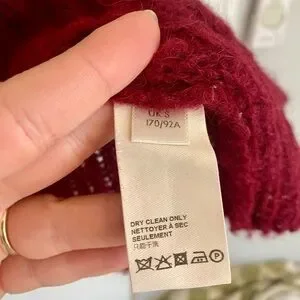 UK:S
170/92A
DRY CLEAN ONLY
NETTOYER À SEC
SEULEMENT
只能干洗